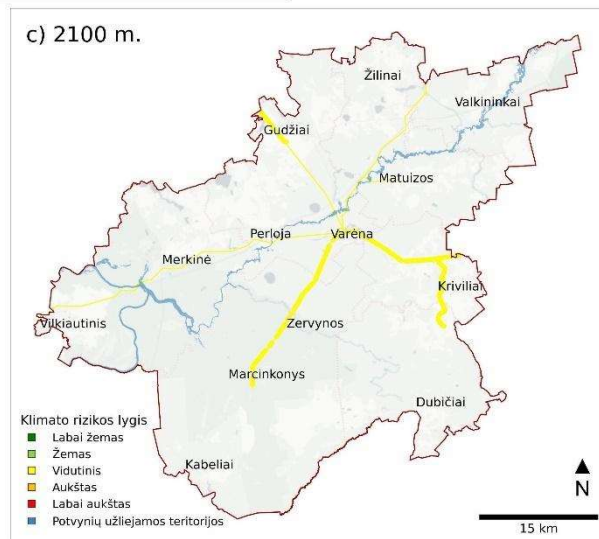 c) 2100 m.
Žilinai
Valkininkai
Gudžiai
Matuizos
Perloja
Varėna
Merkinė
Kriviliai
Vilkiautinis
Zervynos
Marcinkonys
Dubičiai
Kabeliai
Klimato rizikos lygis
Labai žemas
Žemas
Vidutinis
Aukštas
Labai aukštas
Potvynių užliejamos teritorijos
N
15 km